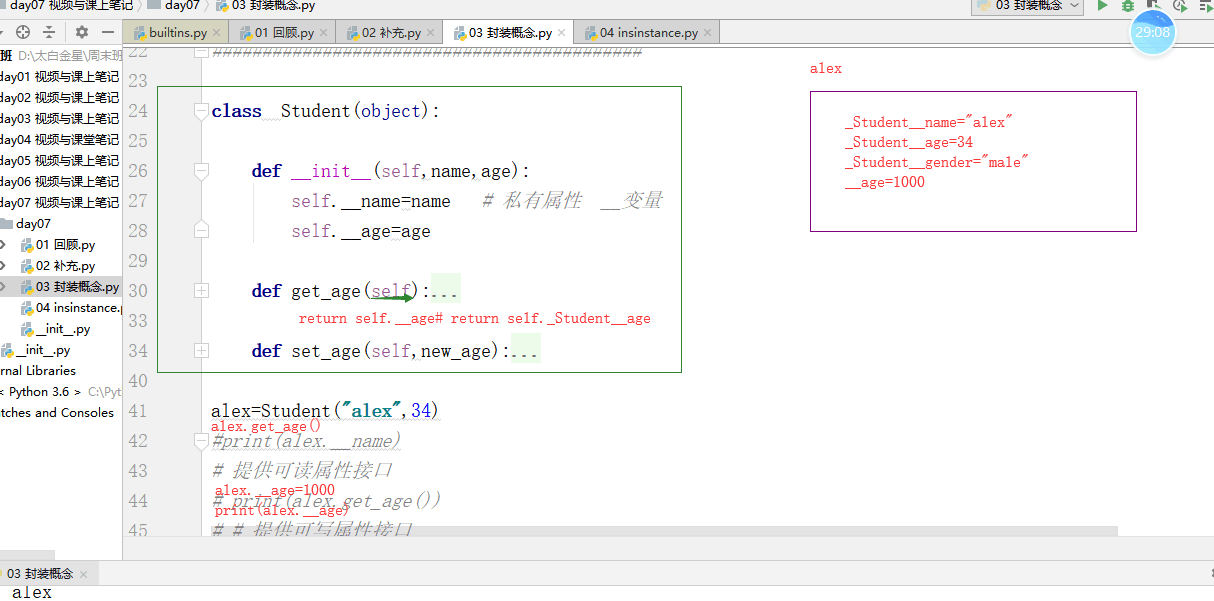 day07 视频与课上笔记 day07 03 封装概念.py 03 封装概念
builtins.py 01 回顾.py 02 补充.py 03 封装概念.py 04 insinstance.py
29:08
班 D:\太白金星\周末班
day01 视频与课上笔记
day02 视频与课上笔记
day03 视频与课上笔记
day04 视频与课堂笔记
day05 视频与课上笔记
day06 视频与课上笔记
day07 视频与课上笔记
day07
01 回顾.py
02 补充.py
03 封装概念.py
04 insinstance.p
__init__.py
__init__.py
rnal Libraries
< Python 3.6 > C:\Pyt
tches and Consoles
22 ###########################################
23
24 class Student(object):
25
26 def __init__(self,name,age):
27 self.__name=name # 私有属性 __变量
28 self.__age=age
29
30 def get_age(self):...
33 return self.__age# return self._Student__age
34 def set_age(self,new_age):...
40
41 alex=Student("alex",34)
alex.get_age()
42 #print(alex.__name)
43 # 提供可读属性接口
alex.__age=1000
44 # print(alex.get_age())
print(alex.__age)
45 # # 提供可写属性接口
alex
_Student__name="alex"
_Student__age=34
_Student__gender="male"
__age=1000
03 封装概念
alex